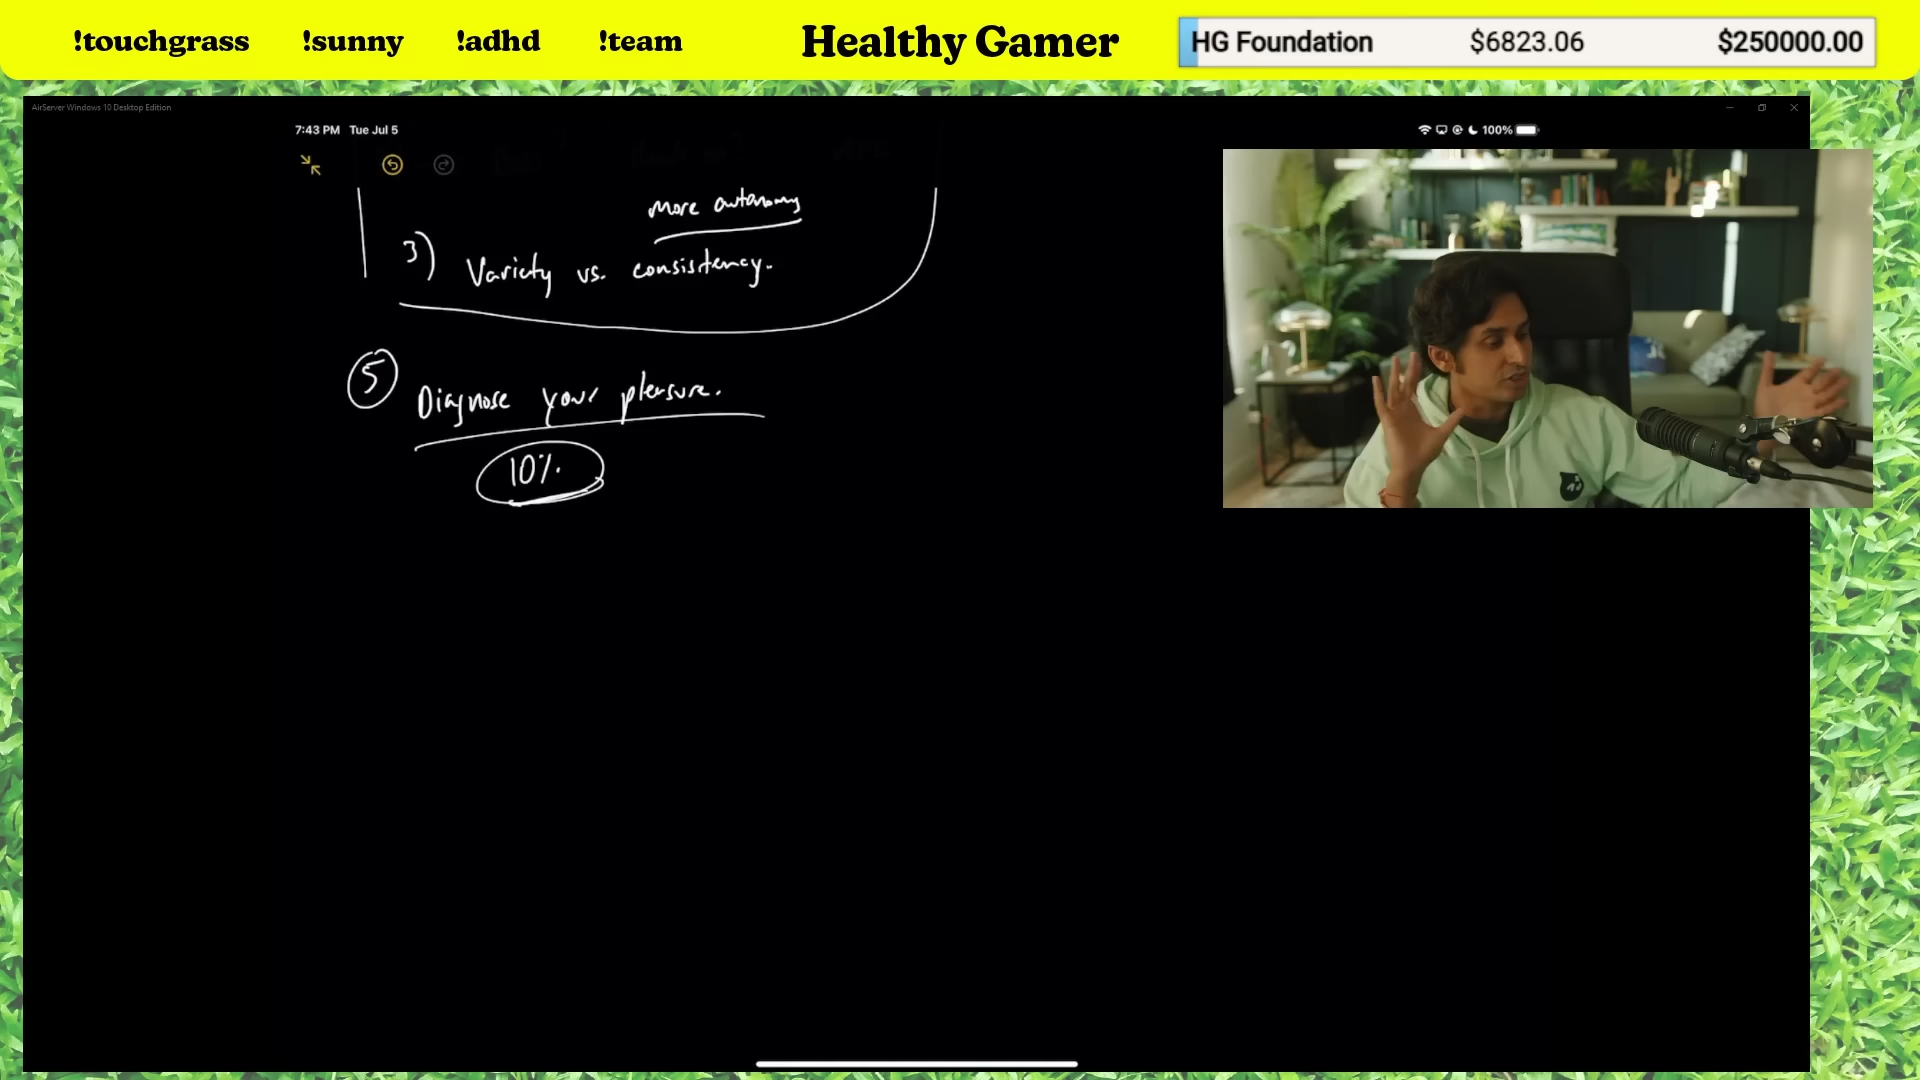 !touchgrass !sunny !adhd !team Healthy Gamer HG Foundation $6823.06 $250000.00
AirServer Windows 10 Desktop Edition
7:43 PM Tue Jul 5 100%
More autonomy
3) Variety vs. consistency.
5 Diagnose your pleasure.
10%